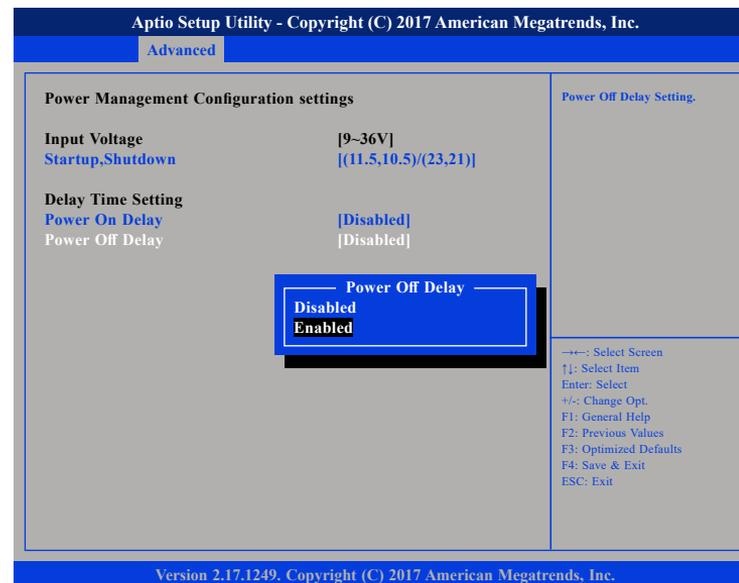 Aptio Setup Utility - Copyright (C) 2017 American Megatrends, Inc.
Advanced
Power Management Configuration settings
Input Voltage [9~36V]
Startup,Shutdown [(11.5,10.5)/(23,21)]
Delay Time Setting
Power On Delay [Disabled]
Power Off Delay [Disabled]
Power Off Delay
Disabled
Enabled
Power Off Delay Setting.
→←: Select Screen
↑↓: Select Item
Enter: Select
+/-: Change Opt.
F1: General Help
F2: Previous Values
F3: Optimized Defaults
F4: Save & Exit
ESC: Exit
Version 2.17.1249. Copyright (C) 2017 American Megatrends, Inc.